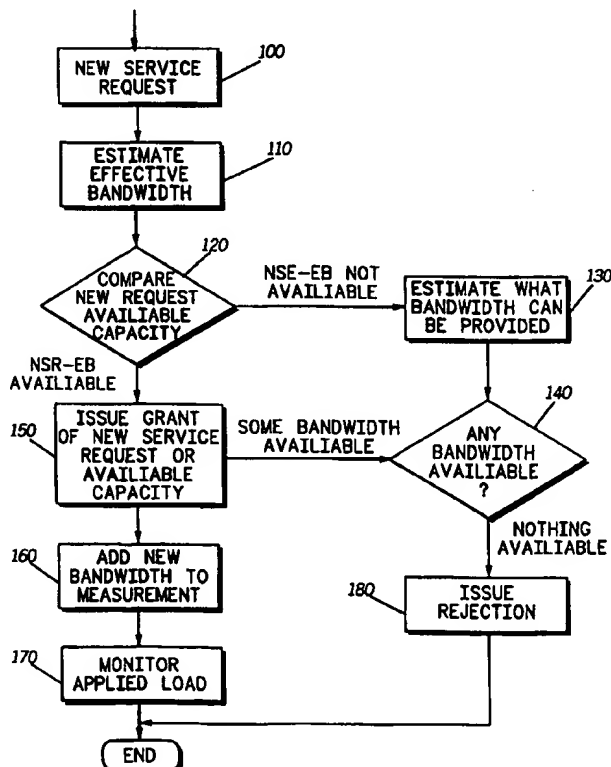 100
NEW SERVICE
REQUEST
110
ESTIMATE
EFFECTIVE
BANDWIDTH
120
COMPARE
NEW REQUEST
AVAILIABLE
CAPACITY
NSE-EB NOT
AVAILIABLE
130
ESTIMATE WHAT
BANDWIDTH CAN
BE PROVIDED
NSR-EB
AVAILIABLE
140
ANY
BANDWIDTH
AVAILIABLE
?
150
ISSUE GRANT
OF NEW SERVICE
REQUEST OR
AVAILIABLE
CAPACITY
SOME BANDWIDTH
AVAILIABLE
NOTHING
AVAILIABLE
160
ADD NEW
BANDWIDTH TO
MEASUREMENT
180
ISSUE
REJECTION
170
MONITOR
APPLIED LOAD
END